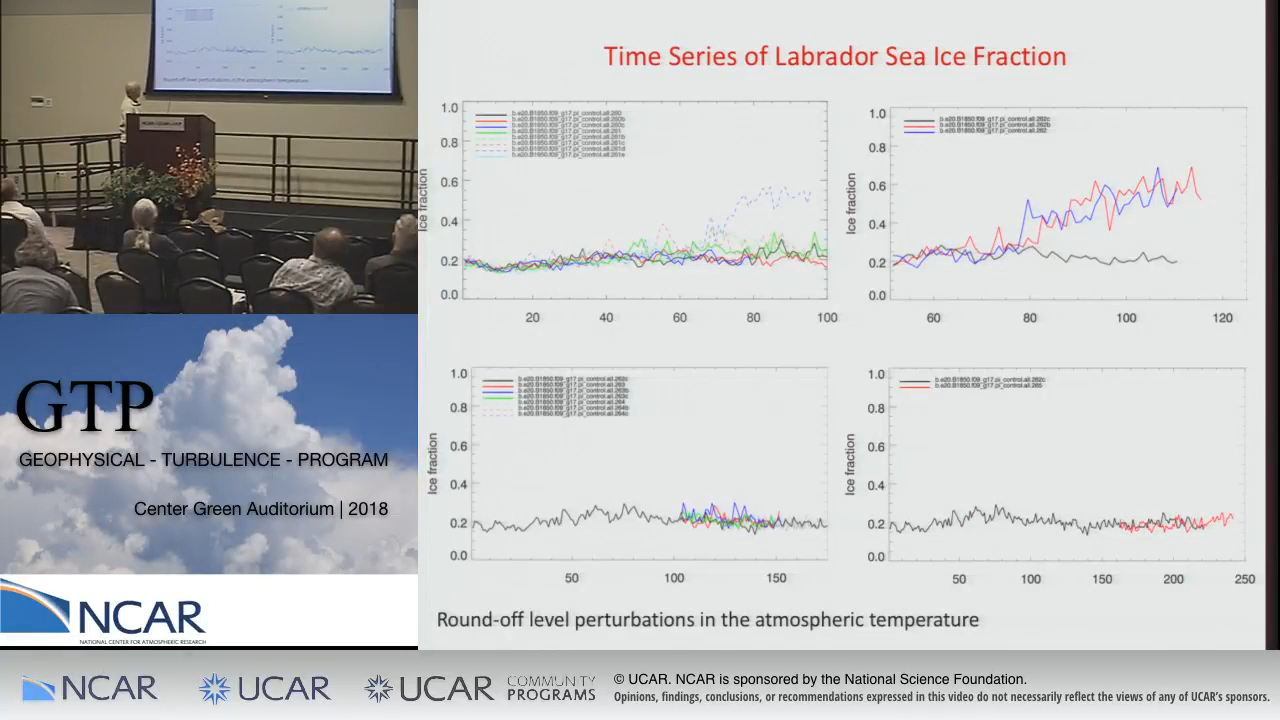 Time Series of Labrador Sea Ice Fraction
Ice fraction
1.0
0.8
0.6
0.4
0.2
0.0
20
40
60
80
100
Ice fraction
1.0
0.8
0.6
0.4
0.2
0.0
60
80
100
120
Ice fraction
1.0
0.8
0.6
0.4
0.2
0.0
50
100
150
Ice fraction
1.0
0.8
0.6
0.4
0.2
0.0
50
100
150
200
250
Round-off level perturbations in the atmospheric temperature
GTP
GEOPHYSICAL - TURBULENCE - PROGRAM
Center Green Auditorium | 2018
NCAR
NATIONAL CENTER FOR ATMOSPHERIC RESEARCH
NCAR
UCAR
UCAR
COMMUNITY
PROGRAMS
© UCAR. NCAR is sponsored by the National Science Foundation.
Opinions, findings, conclusions, or recommendations expressed in this video do not necessarily reflect the views of any of UCAR's sponsors.